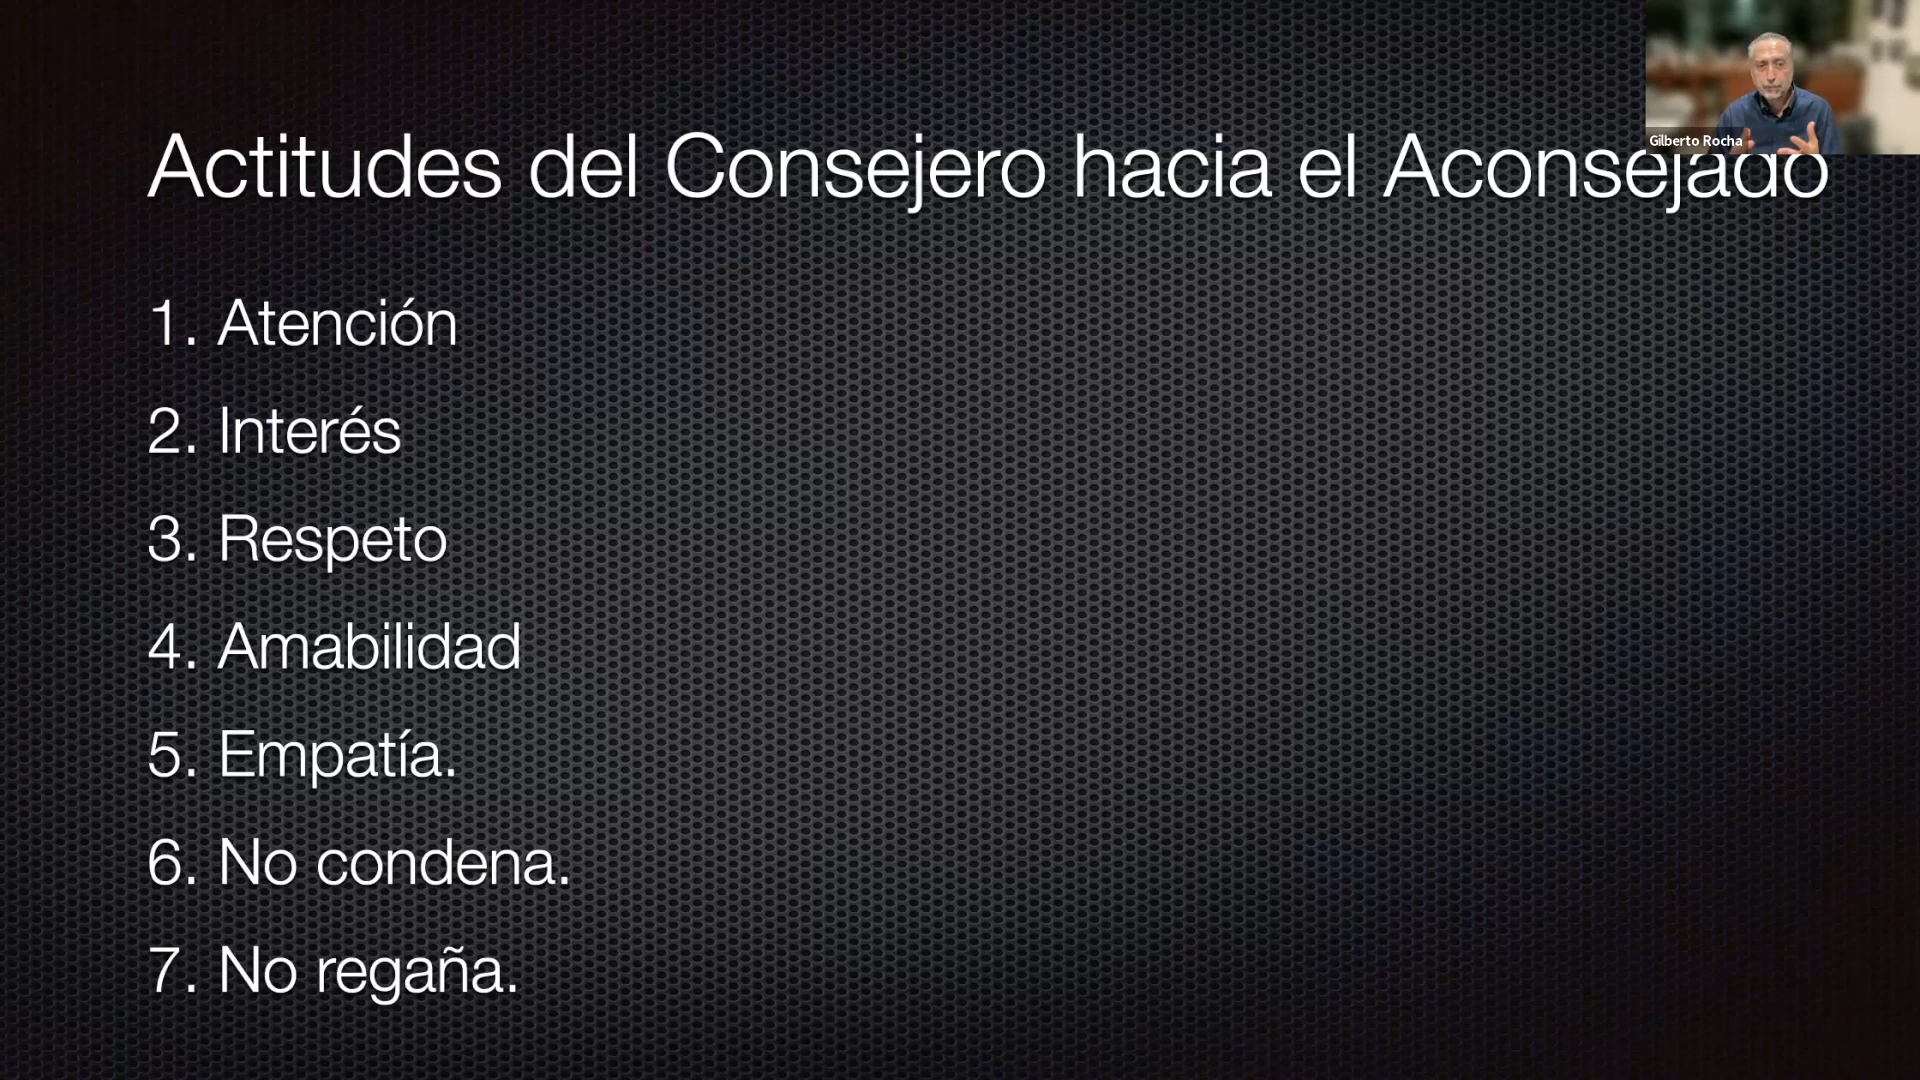 Gilberto Rocha
Actitudes del Consejero hacia el Aconsejado
1. Atención
2. Interés
3. Respeto
4. Amabilidad
5. Empatía.
6. No condena.
7. No regaña.